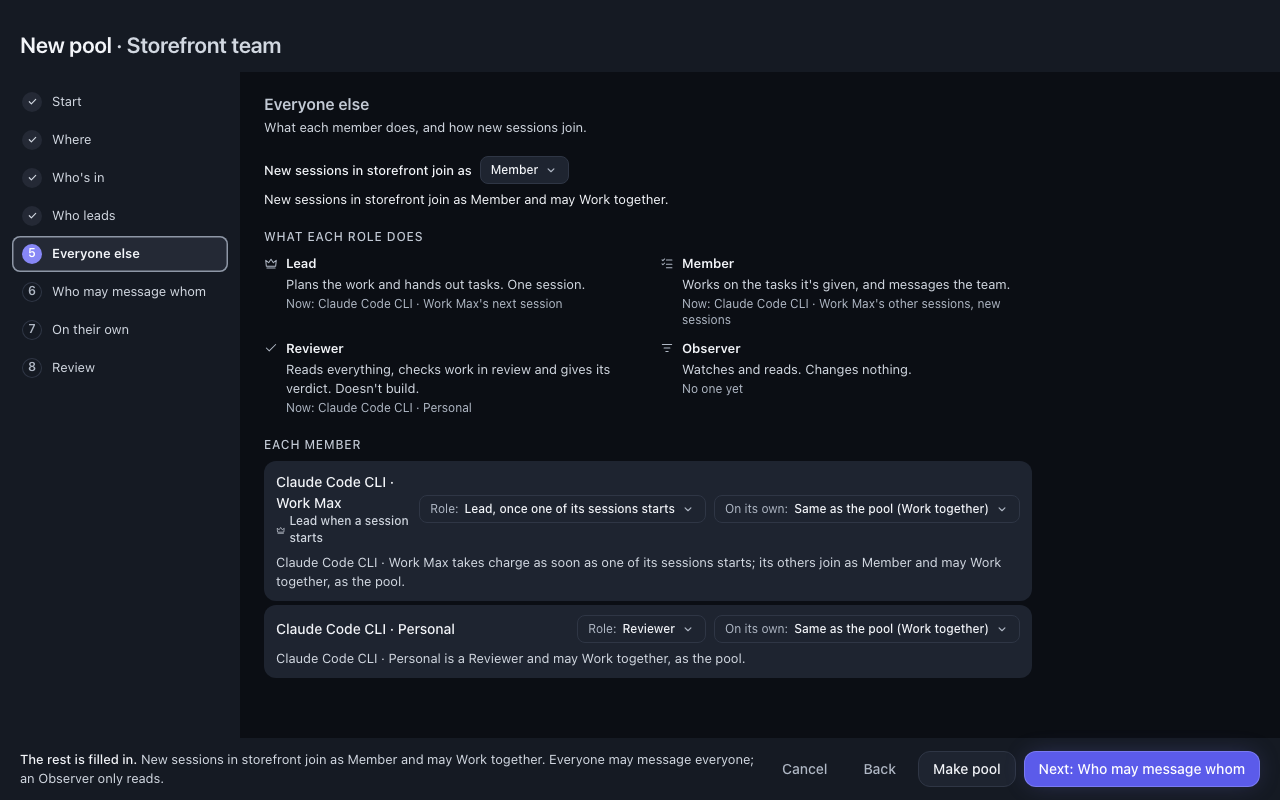 New pool · Storefront team
Start
Where
Who's in
Who leads
5 Everyone else
6 Who may message whom
7 On their own
8 Review
Everyone else
What each member does, and how new sessions join.
New sessions in storefront join as Member
New sessions in storefront join as Member and may Work together.
WHAT EACH ROLE DOES
Lead
Plans the work and hands out tasks. One session.
Now: Claude Code CLI · Work Max's next session
Member
Works on the tasks it's given, and messages the team.
Now: Claude Code CLI · Work Max's other sessions, new
sessions
Reviewer
Reads everything, checks work in review and gives its
verdict. Doesn't build.
Now: Claude Code CLI · Personal
Observer
Watches and reads. Changes nothing.
No one yet
EACH MEMBER
Claude Code CLI ·
Work Max
Lead when a session
starts
Role: Lead, once one of its sessions starts
On its own: Same as the pool (Work together)
Claude Code CLI · Work Max takes charge as soon as one of its sessions starts; its others join as Member and may Work
together, as the pool.
Claude Code CLI · Personal
Role: Reviewer
On its own: Same as the pool (Work together)
Claude Code CLI · Personal is a Reviewer and may Work together, as the pool.
The rest is filled in. New sessions in storefront join as Member and may Work together. Everyone may message everyone;
an Observer only reads.
Cancel
Back
Make pool
Next: Who may message whom